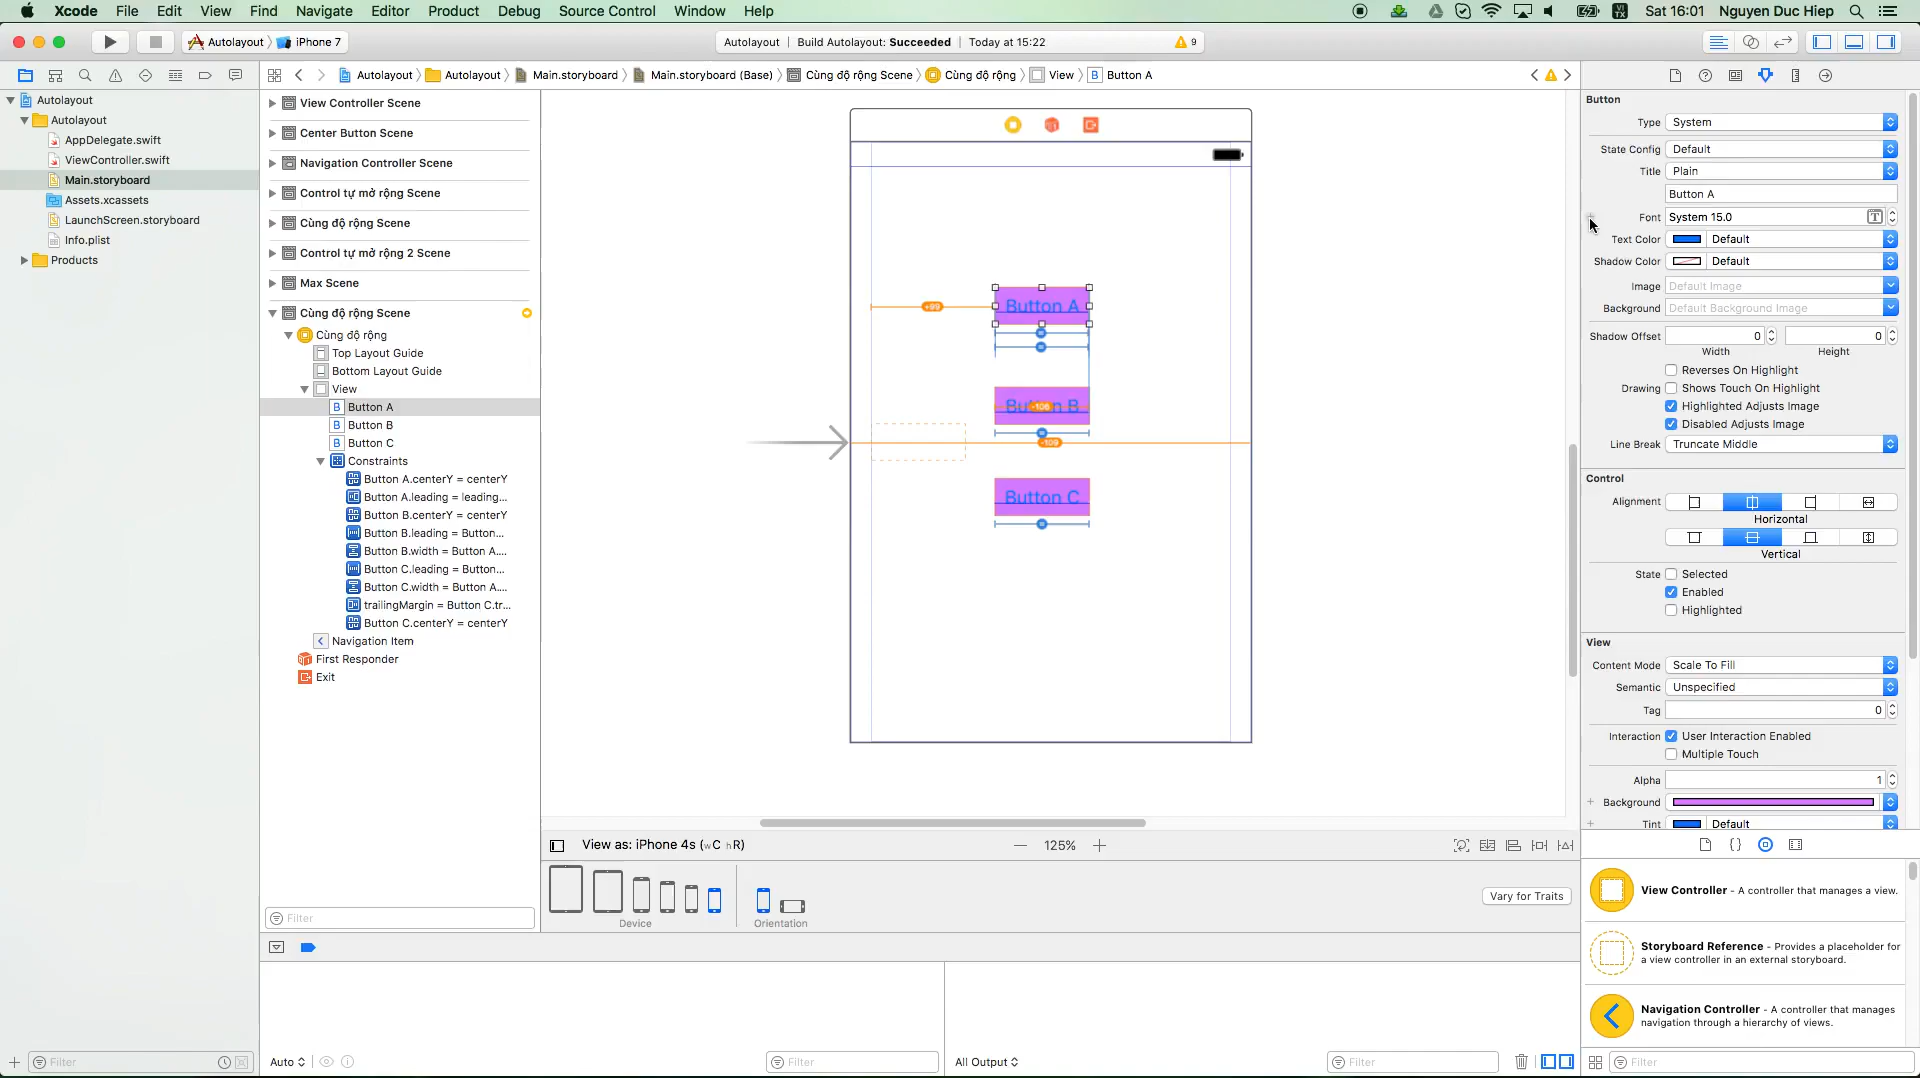 Xcode File Edit View Find Navigate Editor Product Debug Source Control Window Help
VI
TX
Sat 16:01 Nguyen Duc Hiep
Autolayout iPhone 7
Autolayout Build Autolayout: Succeeded Today at 15:22 9
Autolayout Autolayout Main.storyboard Main.storyboard (Base) Cùng độ rộng Scene Cùng độ rộng View B Button A
Autolayout
Autolayout
AppDelegate.swift
ViewController.swift
Main.storyboard
Assets.xcassets
LaunchScreen.storyboard
Info.plist
Products
Filter
View Controller Scene
Center Button Scene
Navigation Controller Scene
Control tự mở rộng Scene
Cùng độ rộng Scene
Control tự mở rộng 2 Scene
Max Scene
Cùng độ rộng Scene
Cùng độ rộng
Top Layout Guide
Bottom Layout Guide
View
B Button A
B Button B
B Button C
Constraints
Button A.centerY = centerY
Button A.leading = leading...
Button B.centerY = centerY
Button B.leading = Button...
Button B.width = Button A....
Button C.leading = Button...
Button C.width = Button A....
trailingMargin = Button C.tr...
Button C.centerY = centerY
Navigation Item
First Responder
Exit
Filter
+99
Button A
Button B
-106
-109
Button C
View as: iPhone 4s (wC hR)
125%
Vary for Traits
Device
Orientation
Auto
Filter
All Output
Filter
Button
Type System
State Config Default
Title Plain
Button A
Font System 15.0
Text Color Default
Shadow Color Default
Image Default Image
Background Default Background Image
Shadow Offset 0 0
Width Height
Reverses On Highlight
Drawing Shows Touch On Highlight
Highlighted Adjusts Image
Disabled Adjusts Image
Line Break Truncate Middle
Control
Alignment
Horizontal
Vertical
State Selected
Enabled
Highlighted
View
Content Mode Scale To Fill
Semantic Unspecified
Tag 0
Interaction User Interaction Enabled
Multiple Touch
Alpha 1
Background
Tint Default
View Controller - A controller that manages a view.
Storyboard Reference - Provides a placeholder for
a view controller in an external storyboard.
Navigation Controller - A controller that manages
navigation through a hierarchy of views.
Filter